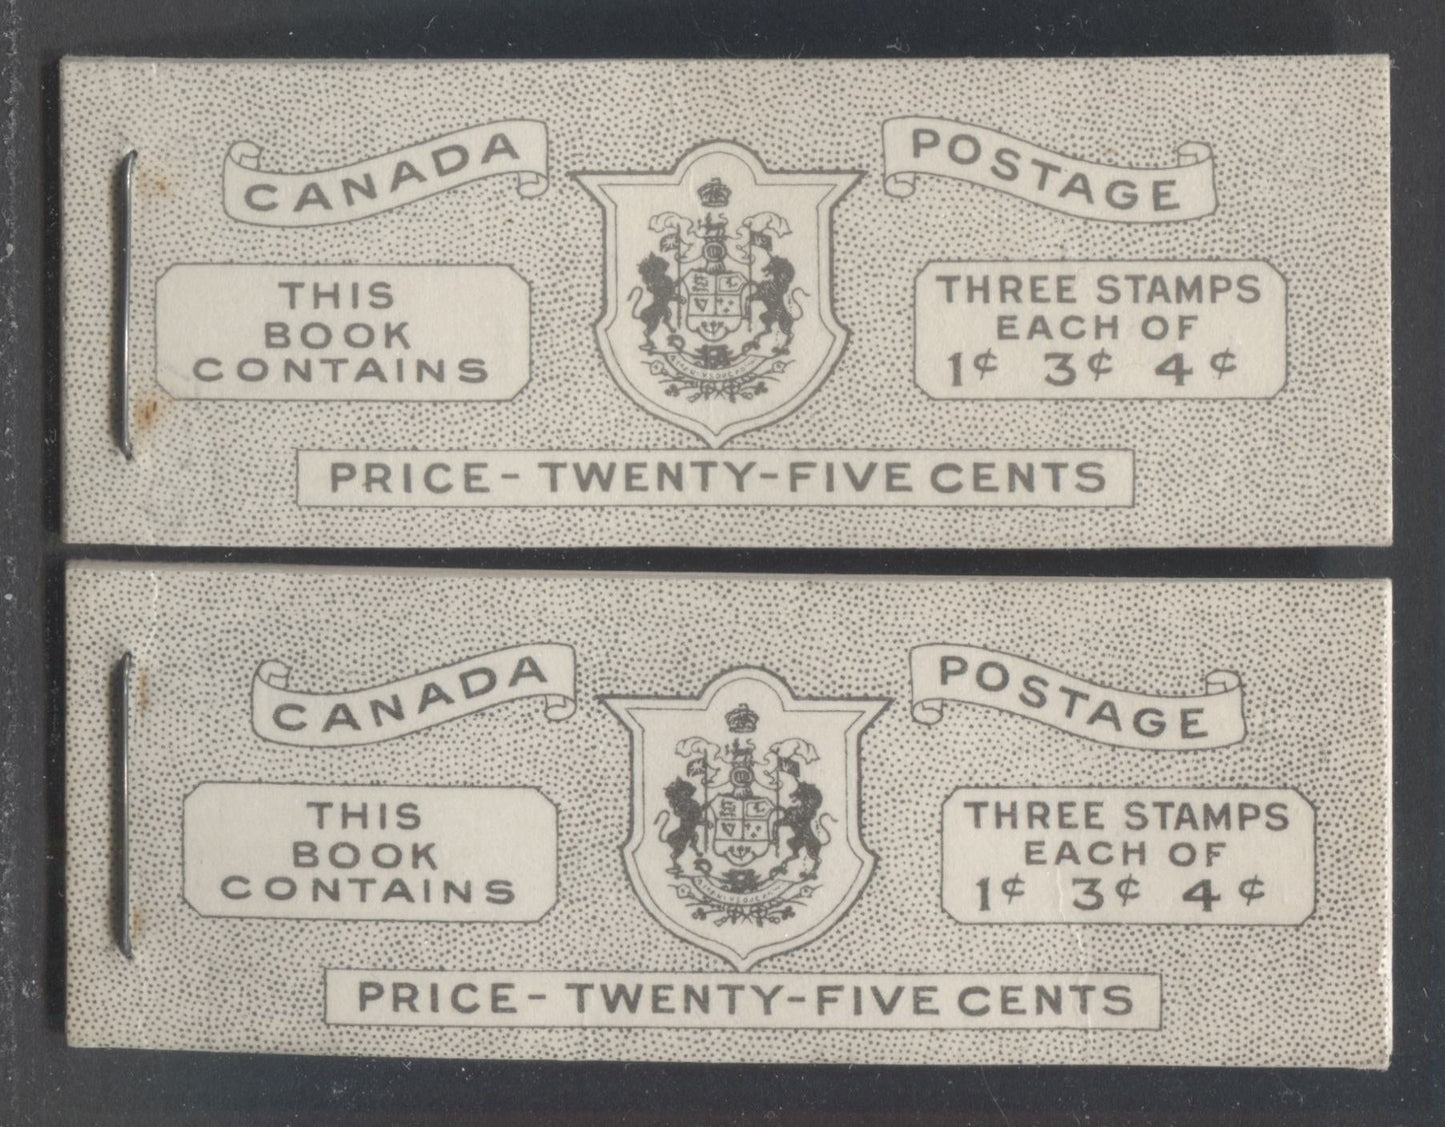 CANADA
POSTAGE
THIS
BOOK
CONTAINS
THREE STAMPS
EACH OF
1¢ 3¢ 4¢
PRICE - TWENTY-FIVE CENTS
CANADA
POSTAGE
THIS
BOOK
CONTAINS
THREE STAMPS
EACH OF
1¢ 3¢ 4¢
PRICE - TWENTY-FIVE CENTS